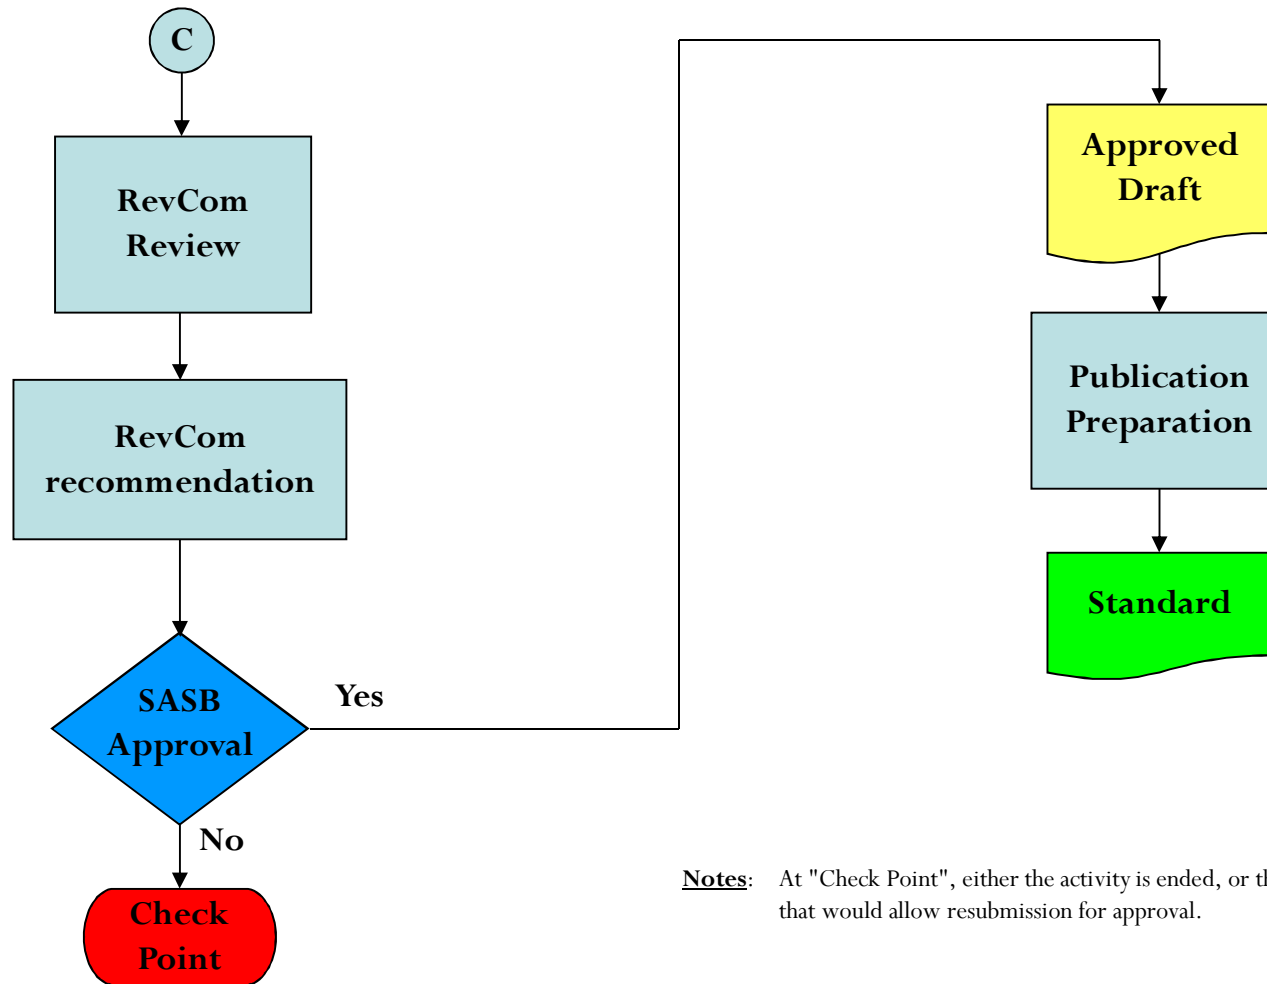 C
RevCom
Review
RevCom
recommendation
SASB
Approval
Yes
No
Check
Point
Approved
Draft
Publication
Preparation
Standard
Notes: At "Check Point", either the activity is ended, or th
that would allow resubmission for approval.